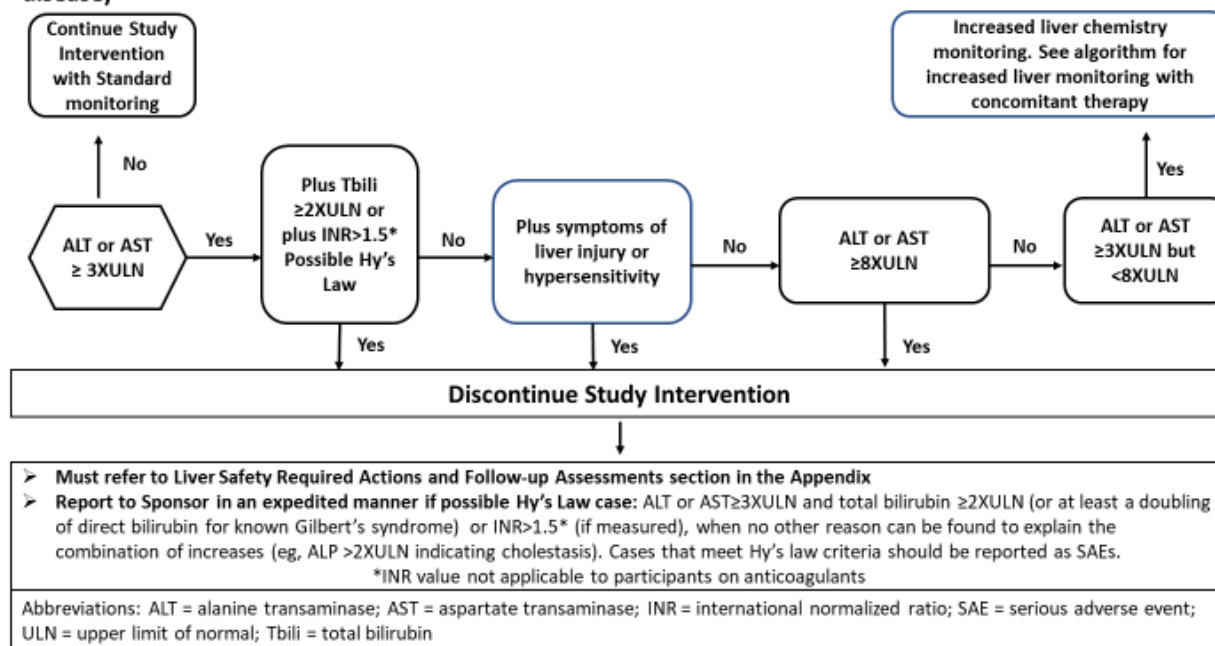 disease)
Continue Study
Intervention
with Standard
monitoring
Increased liver chemistry
monitoring. See algorithm for
increased liver monitoring with
concomitant therapy
No
Yes
ALT or AST
≥ 3XULN
Yes
Plus Tbili
≥2XULN or
plus INR>1.5*
Possible Hy's
Law
No
Plus symptoms of
liver injury or
hypersensitivity
No
ALT or AST
≥8XULN
No
ALT or AST
≥3XULN but
<8XULN
Yes
Yes
Yes
Discontinue Study Intervention
➢ Must refer to Liver Safety Required Actions and Follow-up Assessments section in the Appendix
➢ Report to Sponsor in an expedited manner if possible Hy's Law case: ALT or AST≥3XULN and total bilirubin ≥2XULN (or at least a doubling
of direct bilirubin for known Gilbert's syndrome) or INR>1.5* (if measured), when no other reason can be found to explain the
combination of increases (eg, ALP >2XULN indicating cholestasis). Cases that meet Hy's law criteria should be reported as SAEs.
*INR value not applicable to participants on anticoagulants
Abbreviations: ALT = alanine transaminase; AST = aspartate transaminase; INR = international normalized ratio; SAE = serious adverse event;
ULN = upper limit of normal; Tbili = total bilirubin